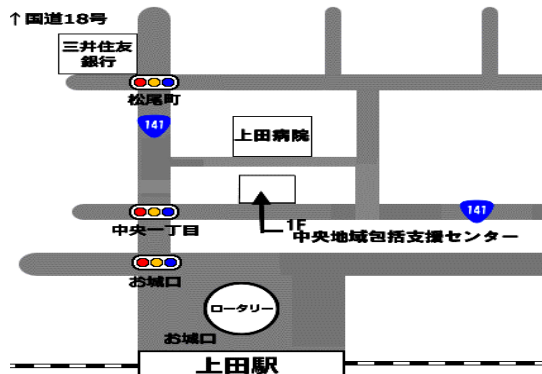 ↑国道18号
三井住友
銀行
松尾町
141
上田病院
141
1F
中央一丁目
中央地域包括支援センター
お城口
ロータリー
お城口
上田駅